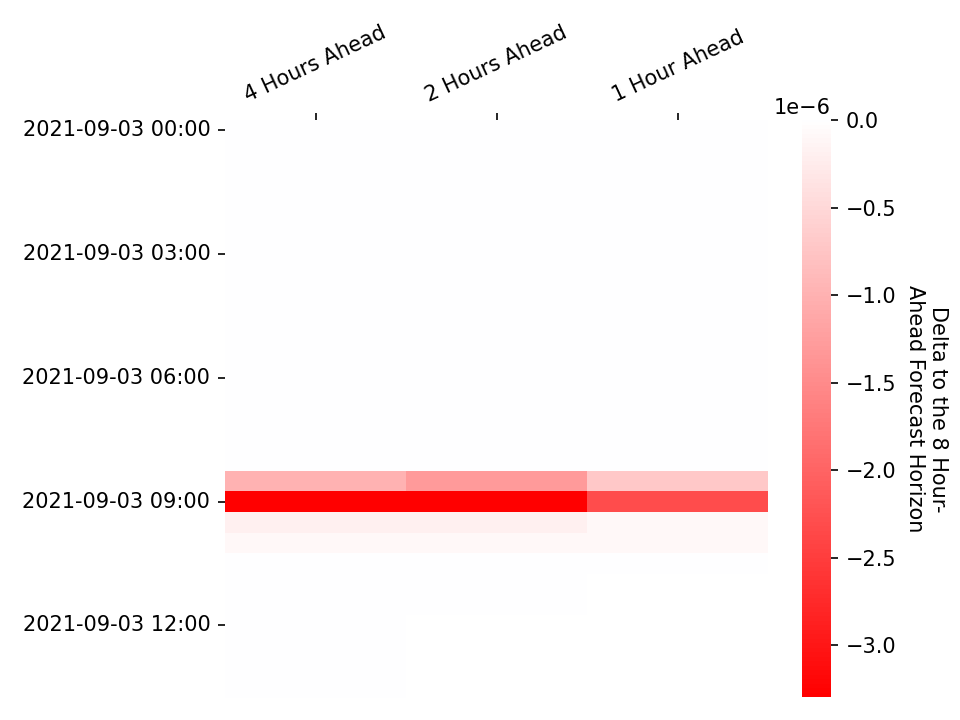 4 Hours Ahead
2 Hours Ahead
1 Hour Ahead
1e−6
2021-09-03 00:00
2021-09-03 03:00
2021-09-03 06:00
2021-09-03 09:00
2021-09-03 12:00
0.0
−0.5
−1.0
−1.5
−2.0
−2.5
−3.0
Delta to the 8 Hour-
Ahead Forecast Horizon